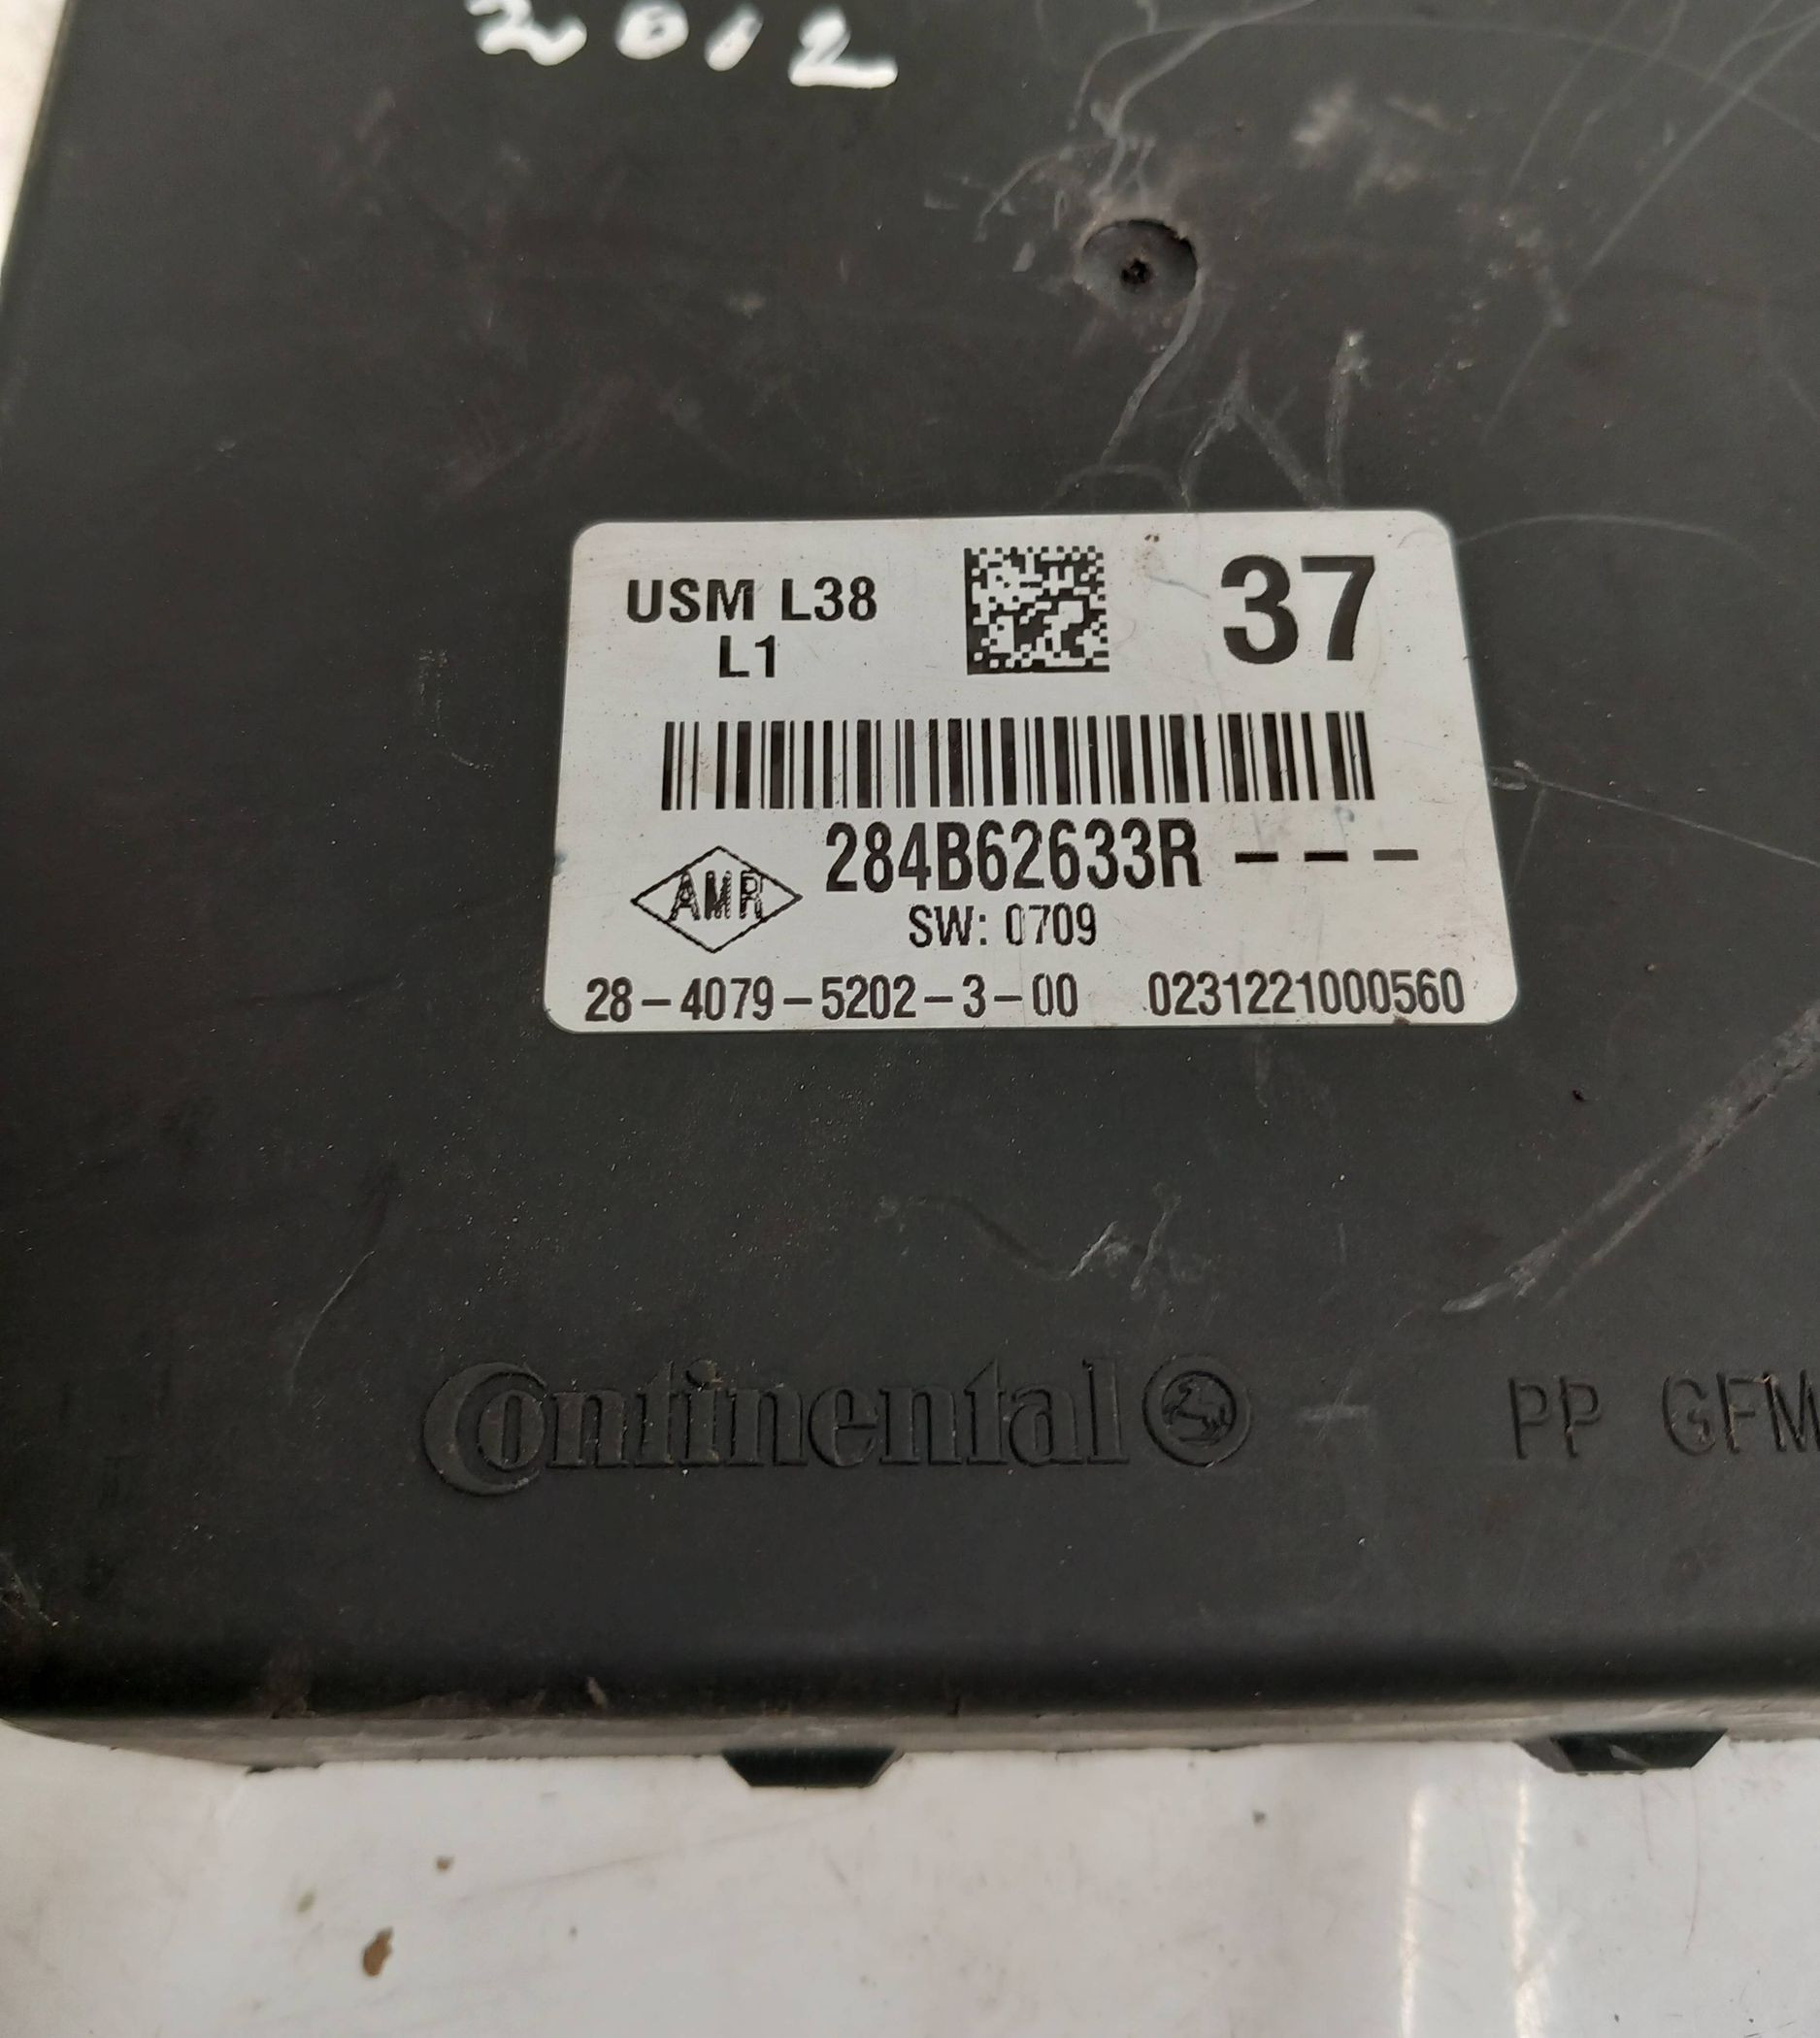 2012
USM L38
L1
37
284B62633R - - -
AMR
SW: 0709
28-4079-5202-3-00 0231221000560
Continental
PP GFM